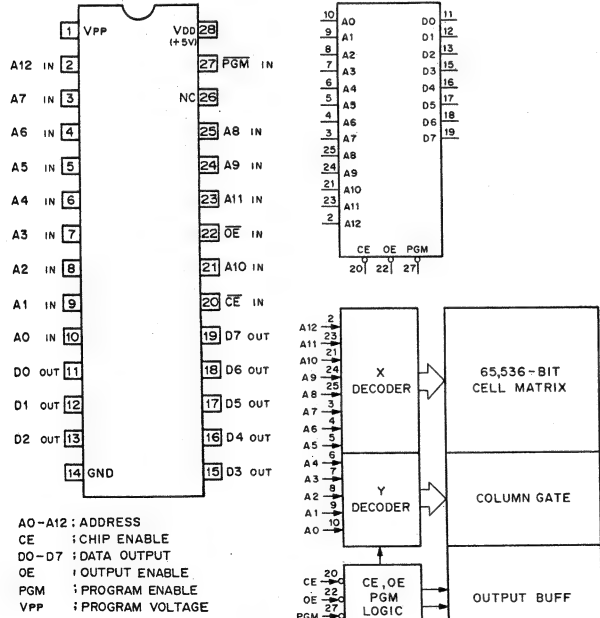 1 VPP VDD 28
(+5V)
A12 IN 2 27 PGM IN
A7 IN 3 NC 26
A6 IN 4 25 A8 IN
A5 IN 5 24 A9 IN
A4 IN 6 23 A11 IN
A3 IN 7 22 OE IN
A2 IN 8 21 A10 IN
A1 IN 9 20 CE IN
A0 IN 10 19 D7 OUT
D0 OUT 11 18 D6 OUT
D1 OUT 12 17 D5 OUT
D2 OUT 13 16 D4 OUT
14 GND 15 D3 OUT
A0-A12 ; ADDRESS
CE ; CHIP ENABLE
D0-D7 ; DATA OUTPUT
OE ; OUTPUT ENABLE
PGM ; PROGRAM ENABLE
VPP ; PROGRAM VOLTAGE
10 A0 D0 11
9 A1 D1 12
8 A2 D2 13
7 A3 D3 15
6 A4 D4 16
5 A5 D5 17
4 A6 D6 18
3 A7 D7 19
25 A8
24 A9
21 A10
23 A11
2 A12
CE OE PGM
20 22 27
A12 2
A11 23
A10 21
A9 24
A8 25
A7 3
A6 4
A5 5
A4 6
A3 7
A2 8
A1 9
A0 10
X
DECODER
65,536-BIT
CELL MATRIX
Y
DECODER
COLUMN GATE
CE 20
OE 22
PGM 27
CE, OE
PGM
LOGIC
OUTPUT BUFF